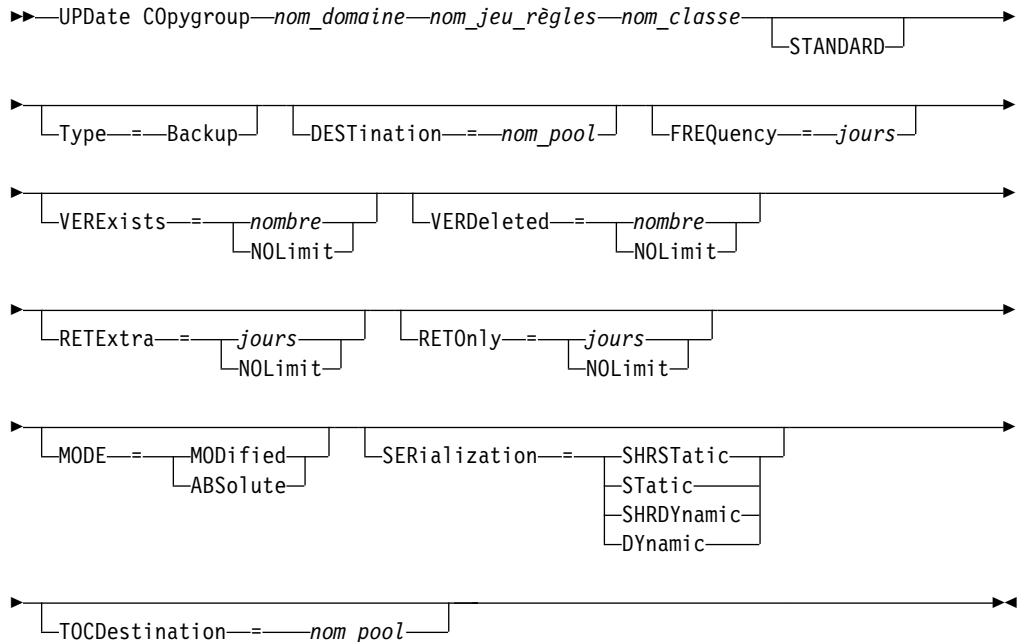 UPDate COpygroup nom_domaine nom_jeu_règles nom_classe
STANDARD
Type = Backup DESTination = nom_pool FREQuency = jours
VERExists = nombre VERDeleted = nombre
NOLimit NOLimit
RETExtra = jours RETOnly = jours
NOLimit NOLimit
MODE = MODified SERialization = SHRSTatic
ABSolute STatic
SHRDYnamic
DYnamic
TOCDestination = nom_pool